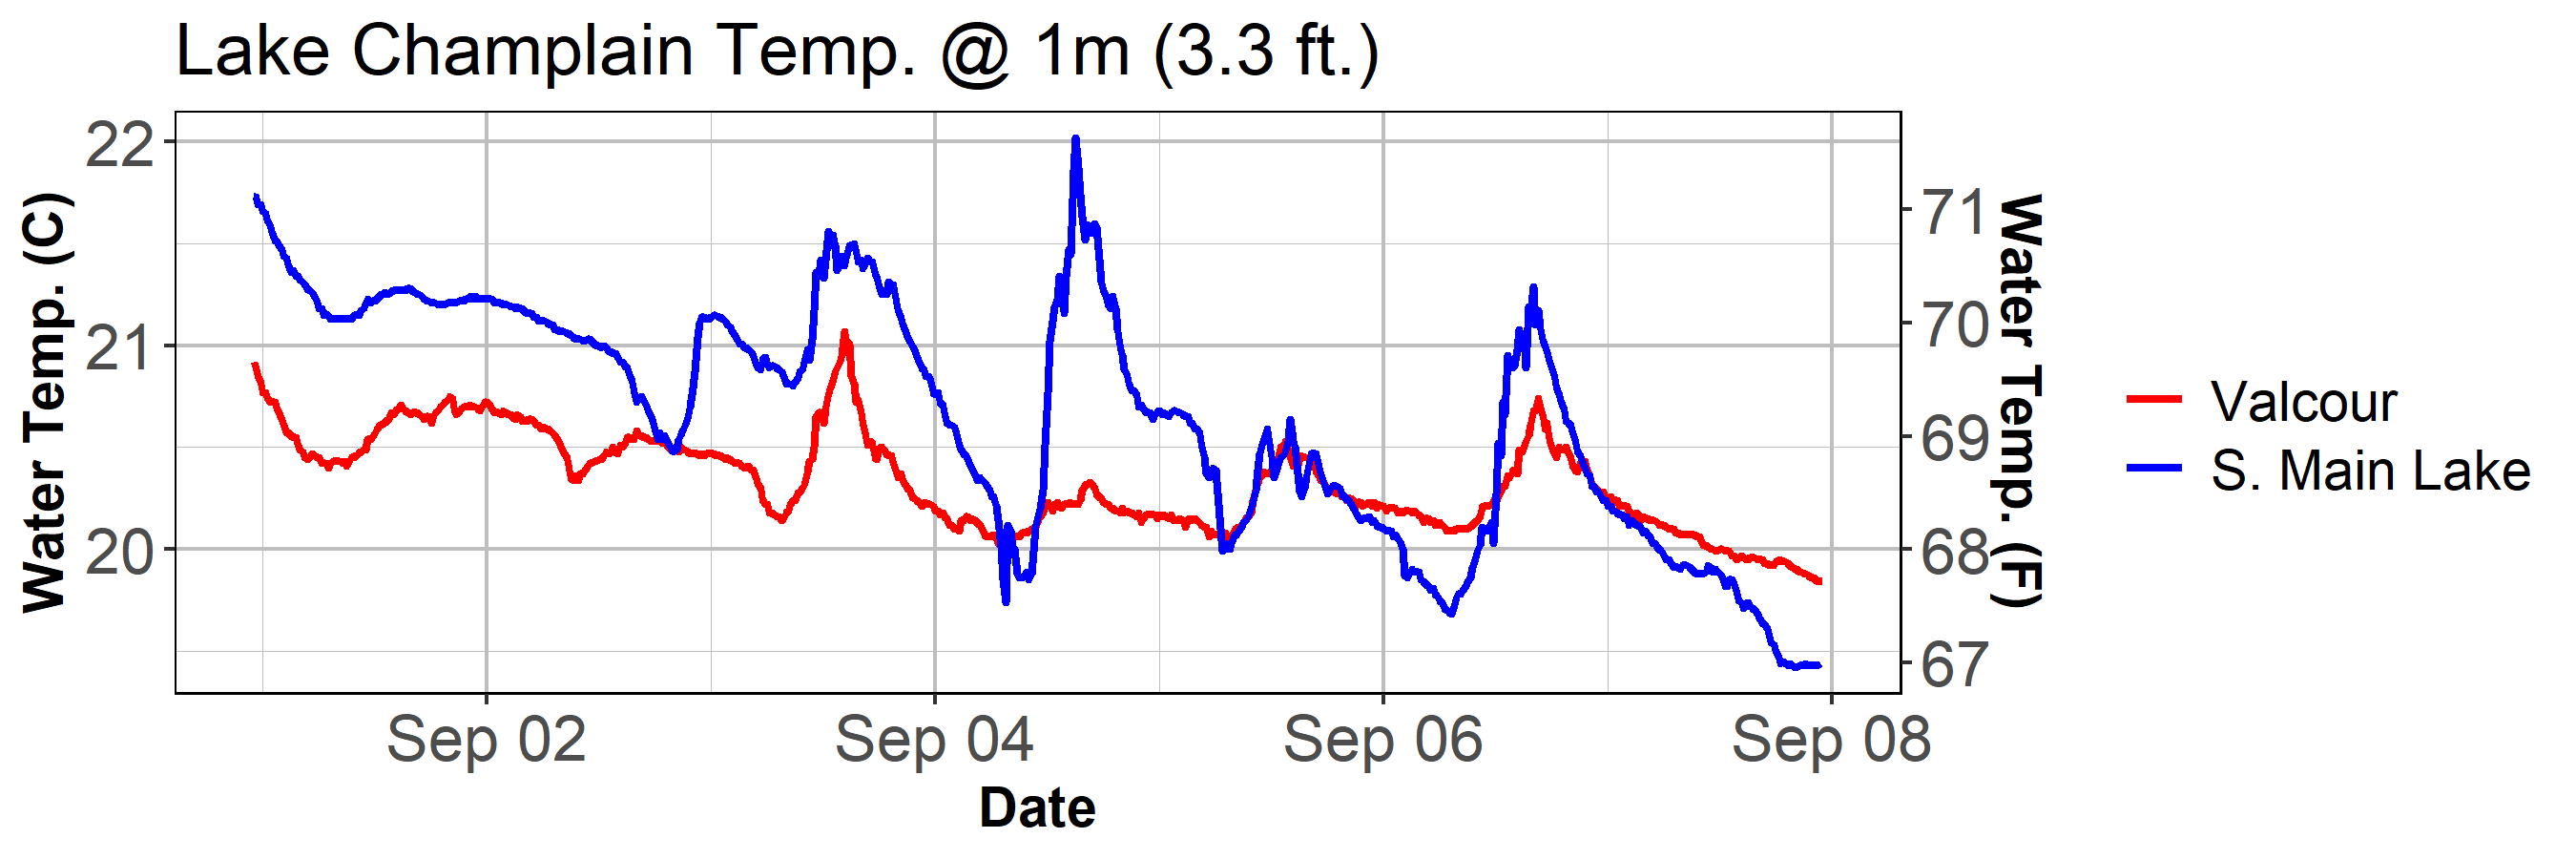 Lake Champlain Temp. @ 1m (3.3 ft.)
Water Temp. (C)
22
21
20
71
70
69
68
67
Water Temp. (F)
Sep 02 Sep 04 Sep 06 Sep 08
Date
Valcour
S. Main Lake